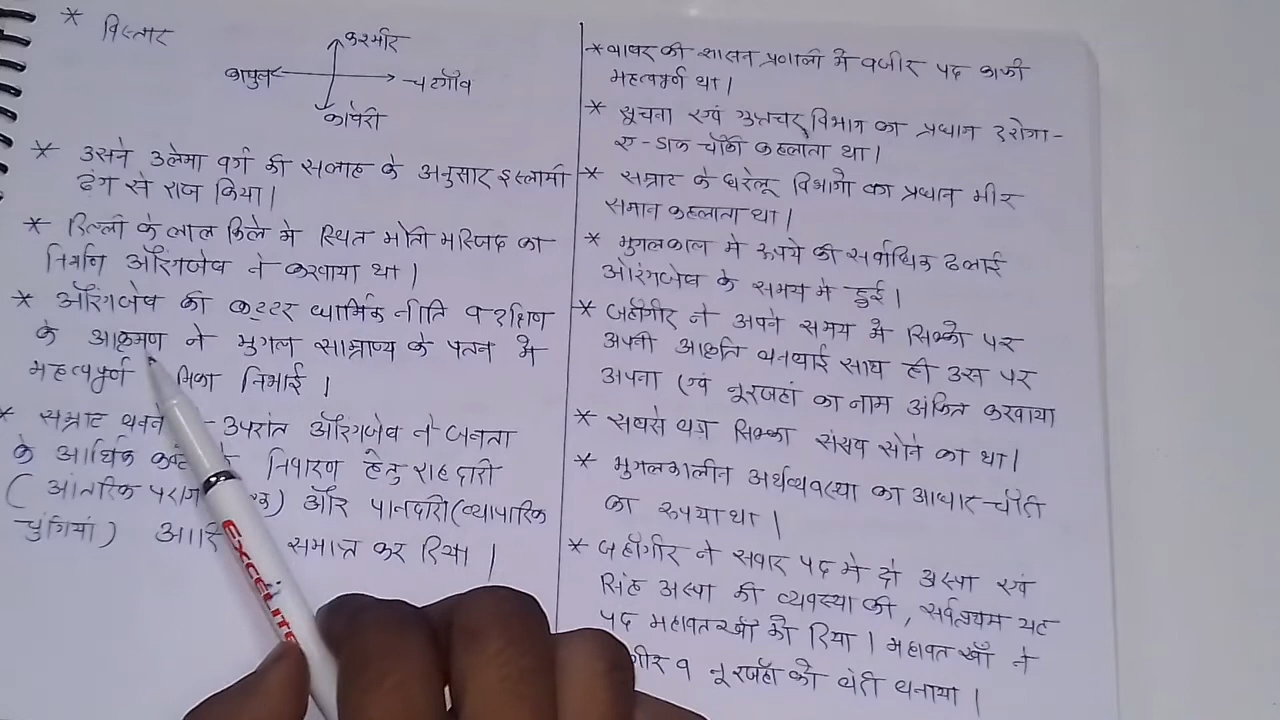 * विस्तार
कश्मीर
काबुल
चटगाँव
कावेरी
* उसने उलेमा वर्ग की सलाह के अनुसार इस्लामी
ढंग से राज किया।
* दिल्ली के लाल किले मे स्थित मोती मस्जिद का
निर्माण औरंगजेब ने करवाया था।
* औरंगजेब की कट्टर धार्मिक नीति व दक्षिण
के आक्रमण ने मुगल साम्राज्य के पतन मे
महत्वपूर्ण मिका निभाई।
* सम्राट बनने उपरांत औरंगजेब ने जनता
के आर्थिक निवारण हेतु राहदारी
(आंतरिक और पानदारी (व्यापारिक
चुंगियां) समाप्त कर दिया।
* बाबर की शासन प्रणाली मे वजीर पद काफी
महत्वपूर्ण था।
* सूचना एवं गुप्तचर विभाग का प्रधान दरोगा-
ए-डाक चौकी कहलाता था।
* सम्राट के घरेलू विभागो का प्रधान मीर
समान कहलाता था।
* मुगलकाल मे रूपये की सर्वाधिक ढलाई
औरंगजेब के समय मे हुई।
* जहाँगीर ने अपने समय मे सिक्को पर
अपनी आकृति बनवाई साथ ही उस पर
अपना एवं नूरजहां का नाम अंकित करवाया
* सबसे बड़ा सिक्का संसब सोने का था।
* मुगलकालीन अर्थव्यवस्था का आधार चाँदी
का रुपया था।
* जहाँगीर ने सवार पद मे दो अस्पा एवं
सिंह अस्पा की व्यवस्था की, सर्वप्रथम यह
पद महावत खाँ को दिया। महावत खाँ ने
गीर व नूरजहाँ को बंदी बनाया।
EXCELITE